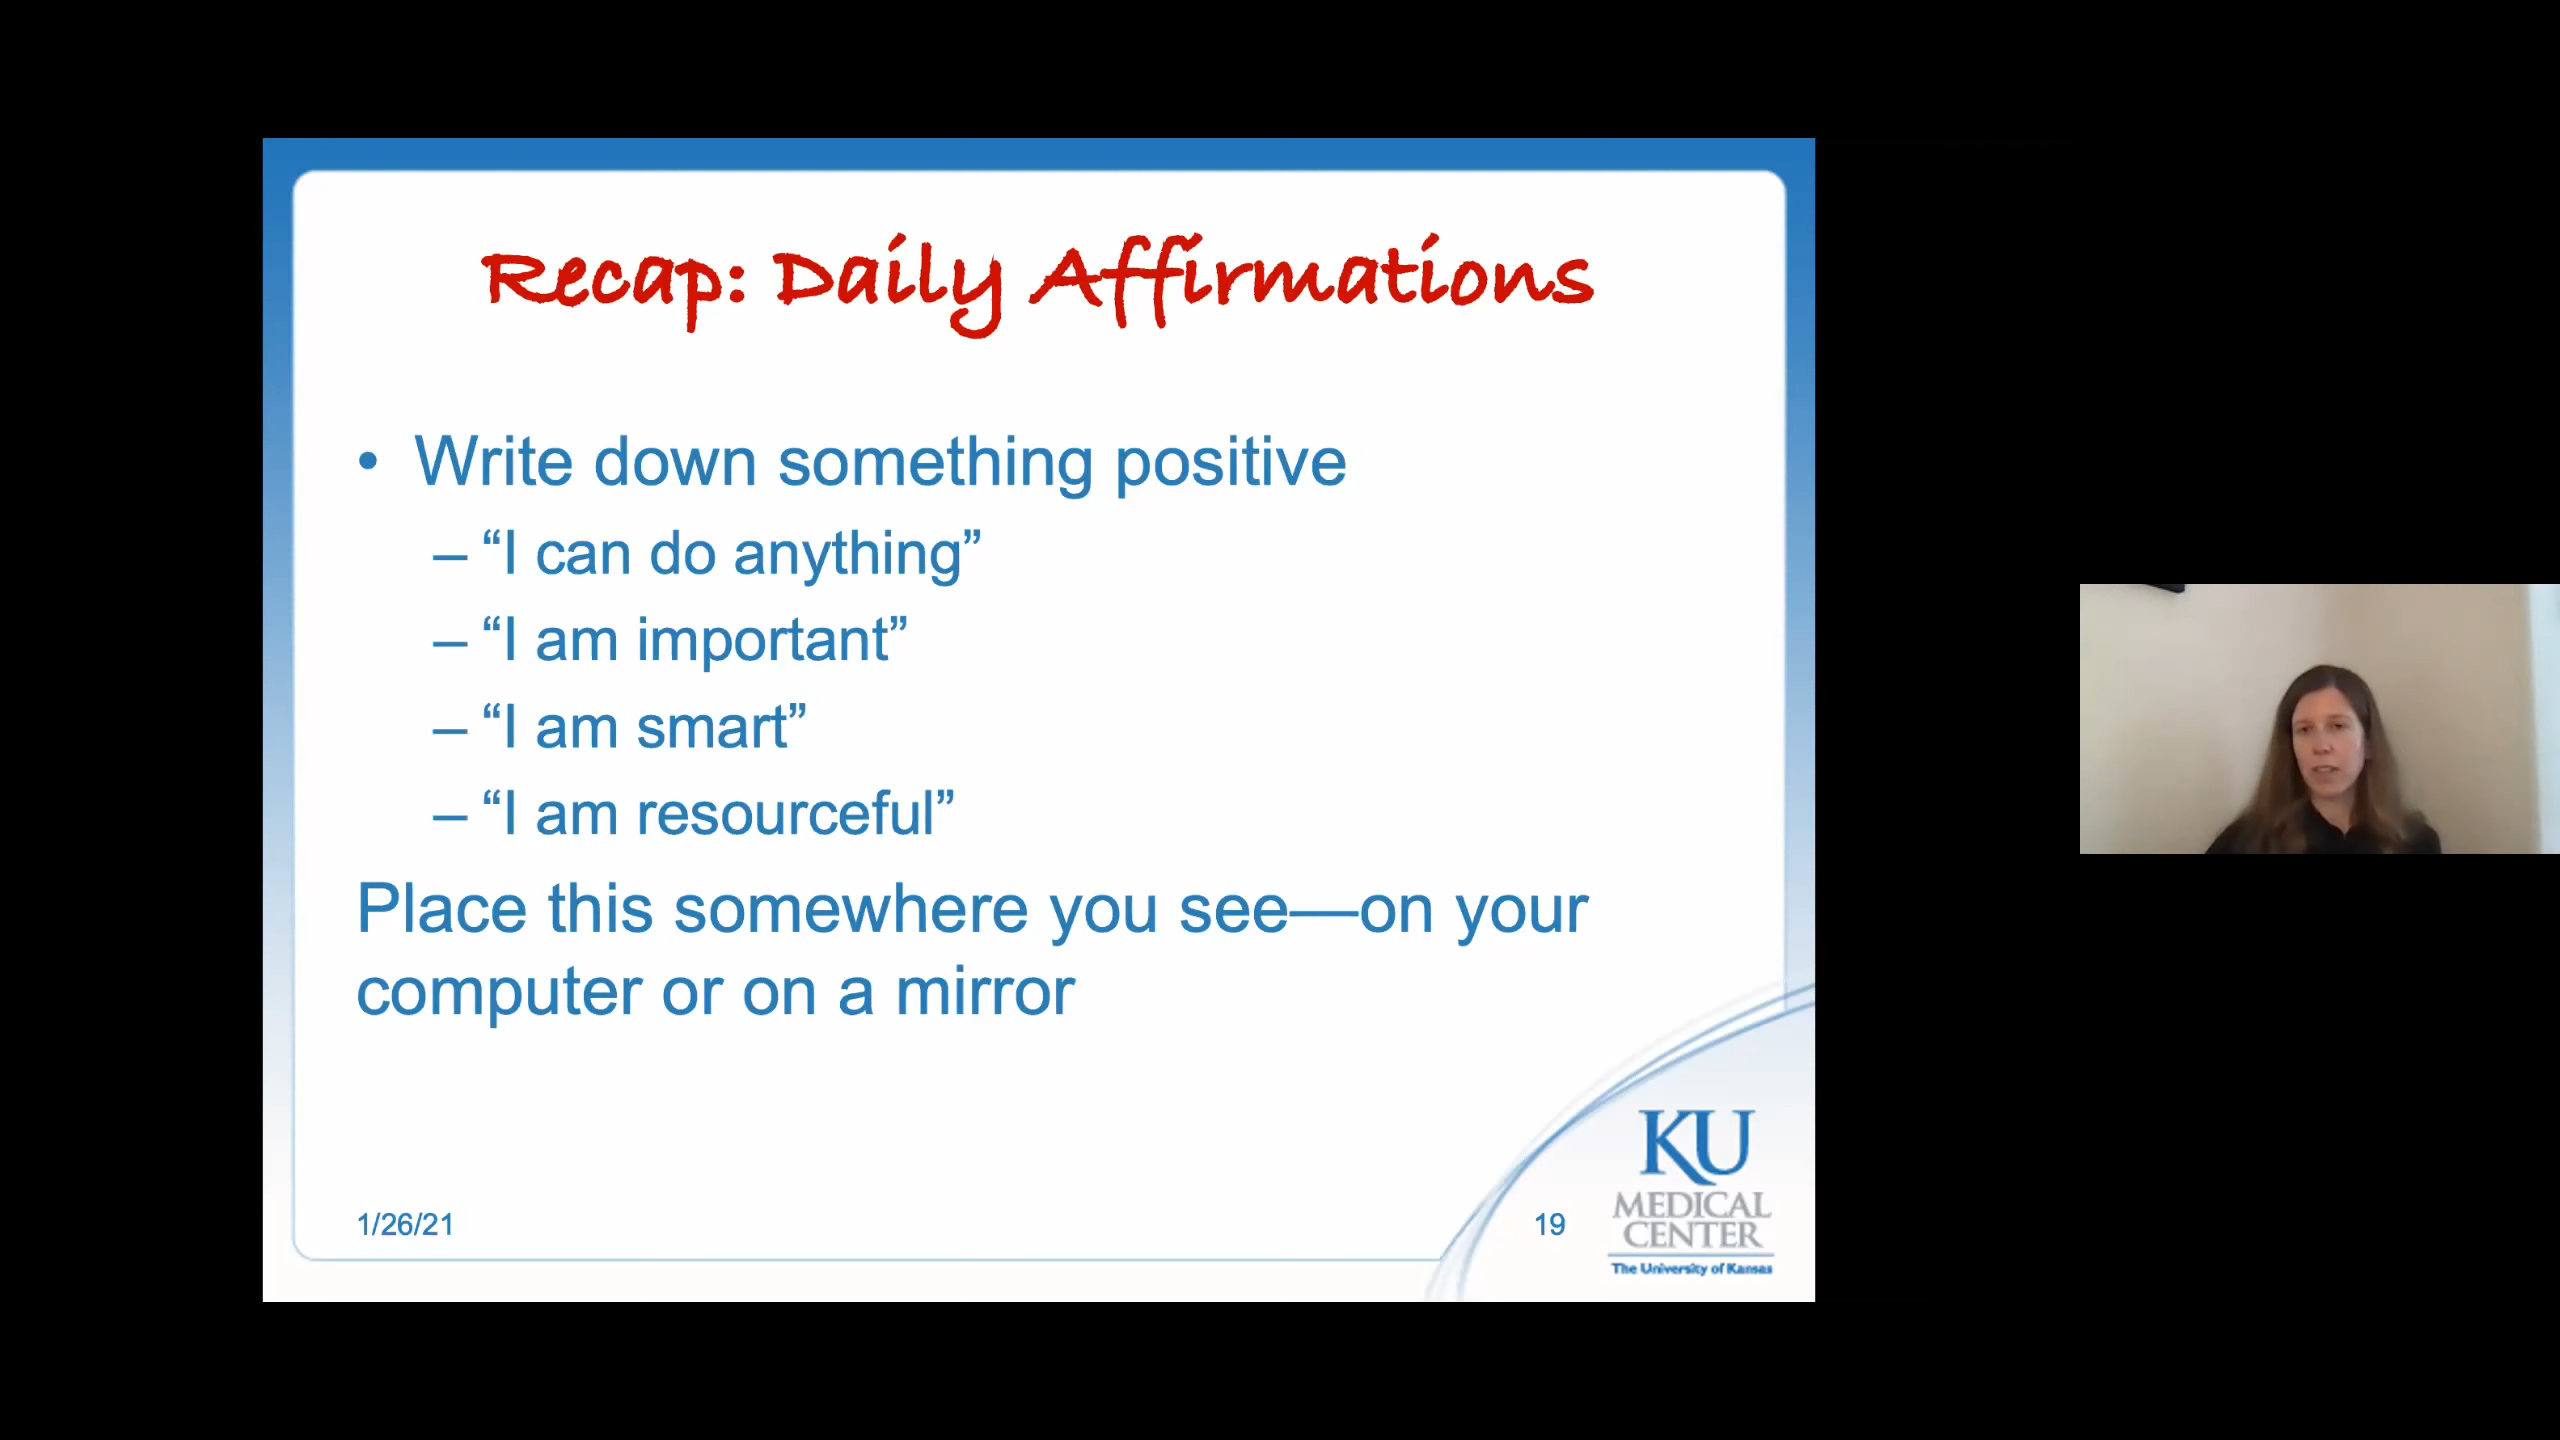 Recap: Daily Affirmations
• Write down something positive
– “I can do anything”
– “I am important”
– “I am smart”
– “I am resourceful”
Place this somewhere you see—on your
computer or on a mirror
1/26/21
19
KU
MEDICAL
CENTER
The University of Kansas